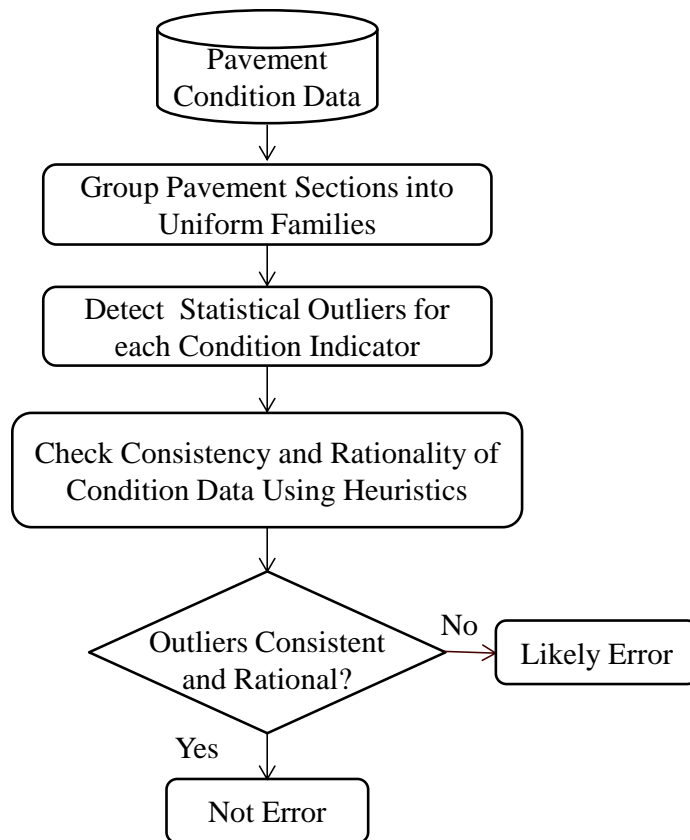 Pavement
Condition Data
Group Pavement Sections into
Uniform Families
Detect Statistical Outliers for
each Condition Indicator
Check Consistency and Rationality of
Condition Data Using Heuristics
Outliers Consistent
and Rational?
No
Likely Error
Yes
Not Error